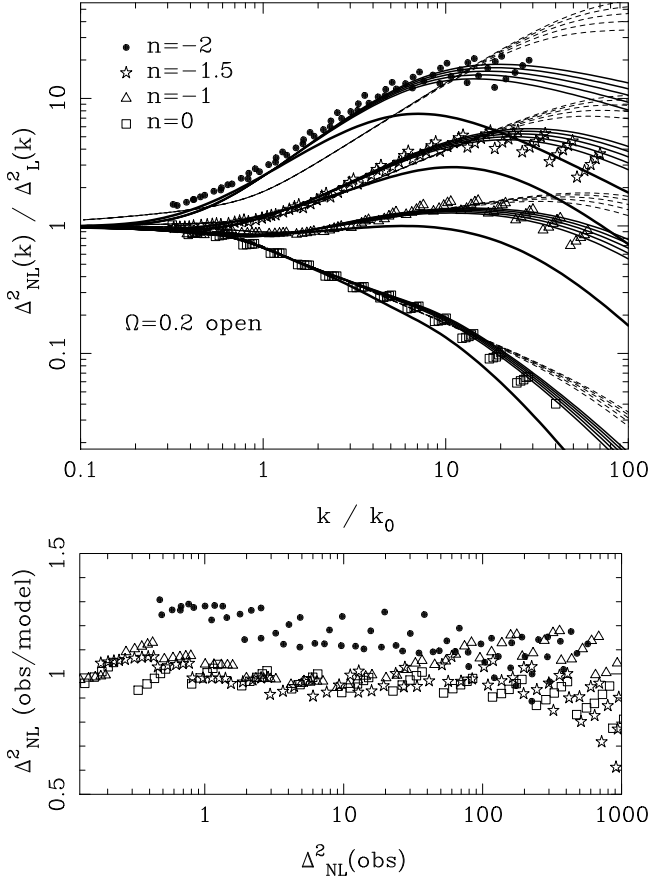 n=−2
n=−1.5
n=−1
n=0
Ω=0.2 open
Δ²NL(k) / Δ²L(k)
10
1
0.1
0.1 1 10 100
k / k0
Δ²NL (obs/model)
1.5
1
0.5
1 10 100 1000
Δ²NL(obs)